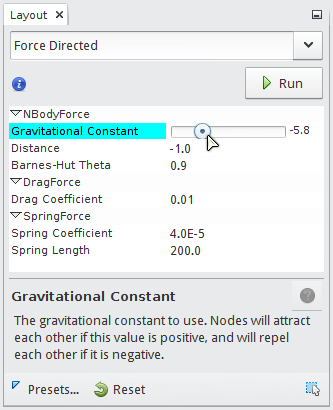 Layout
Force Directed
Run
NBodyForce
Gravitational Constant -5.8
Distance -1.0
Barnes-Hut Theta 0.9
DragForce
Drag Coefficient 0.01
SpringForce
Spring Coefficient 4.0E-5
Spring Length 200.0
Gravitational Constant
The gravitational constant to use. Nodes will attract
each other if this value is positive, and will repel
each other if it is negative.
Presets... Reset